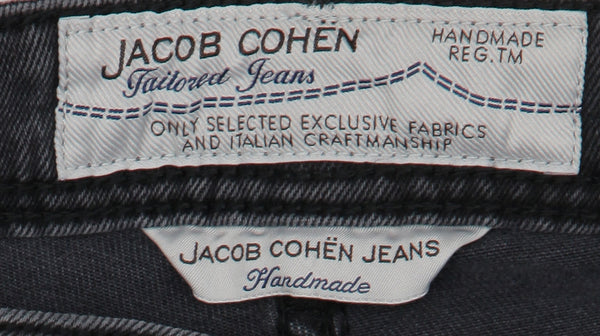 JACOB COHËN
Tailored Jeans
HANDMADE
REG.TM
ONLY SELECTED EXCLUSIVE FABRICS
AND ITALIAN CRAFTMANSHIP
JACOB COHËN JEANS
Handmade